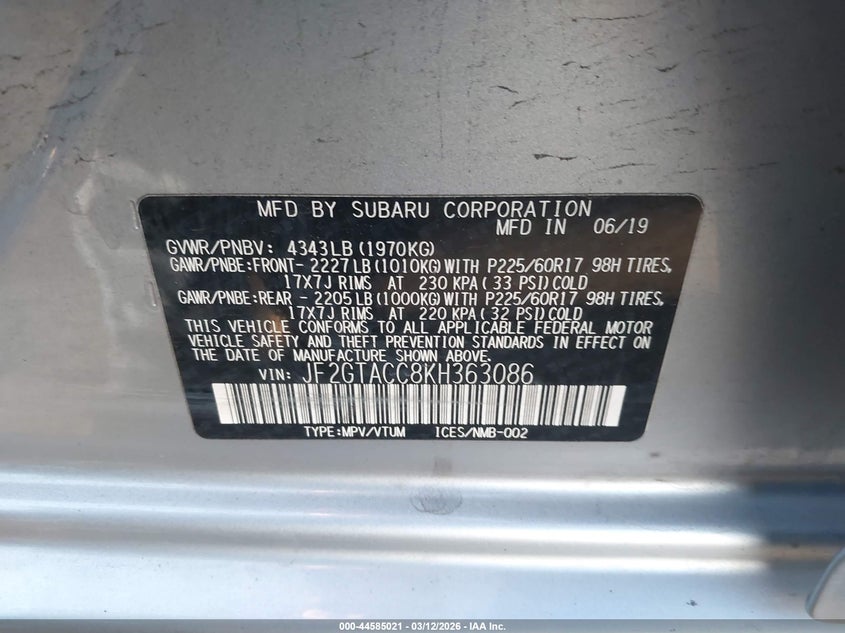 MFD BY SUBARU CORPORATION
MFD IN 06/19
GVWR/PNBV: 4343LB(1970KG)
GAWR/PNBE:FRONT- 2227LB(1010KG)WITH P225/60R17 98H TIRES,
17X7J RIMS AT 230 KPA (33 PSI)COLD
GAWR/PNBE:REAR - 2205LB(1000KG)WITH P225/60R17 98H TIRES,
17X7J RIMS AT 220 KPA (32 PSI)COLD
THIS VEHICLE CONFORMS TO ALL APPLICABLE FEDERAL MOTOR
VEHICLE SAFETY AND THEFT PREVENTION STANDARDS IN EFFECT ON
THE DATE OF MANUFACTURE SHOWN ABOVE.
VIN: JF2GTACC8KH363086
TYPE:MPV/VTUM ICES/NMB-002
000-44585021 - 03/12/2026 - IAA Inc.